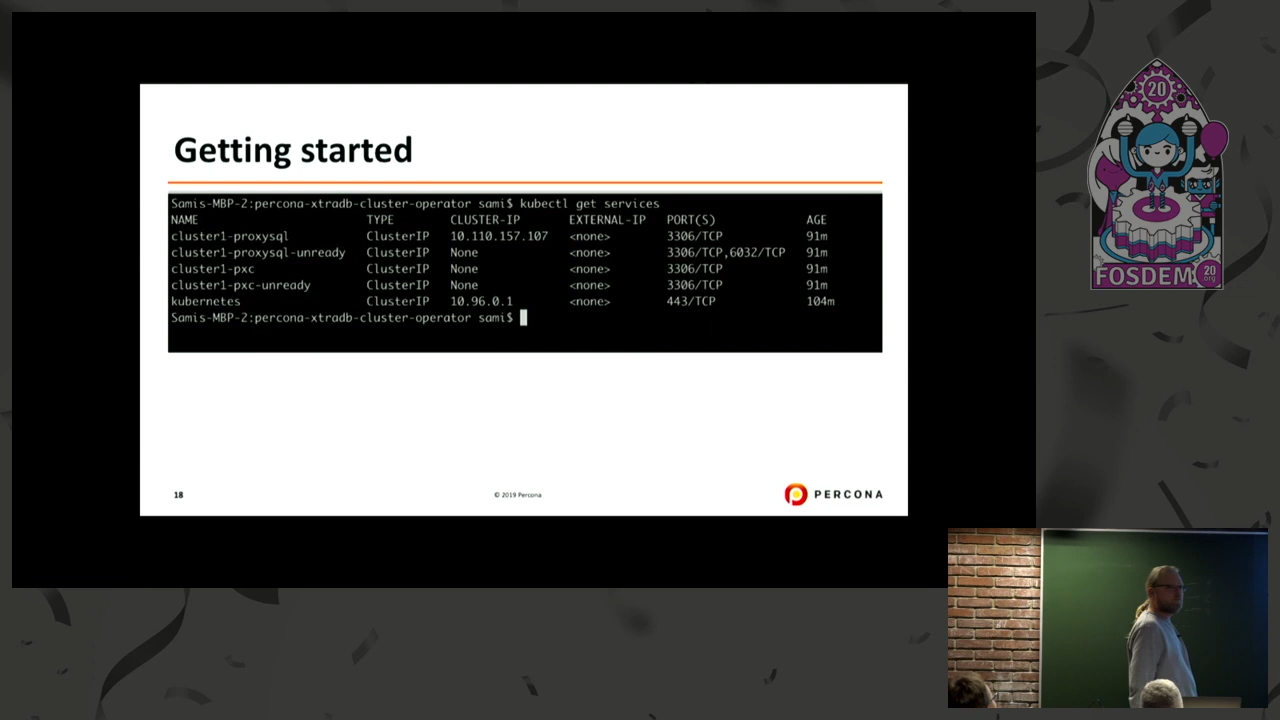 Getting started
Samis-MBP-2:percona-xtradb-cluster-operator sami$ kubectl get services
NAME TYPE CLUSTER-IP EXTERNAL-IP PORT(S) AGE
cluster1-proxysql ClusterIP 10.110.157.107 <none> 3306/TCP 91m
cluster1-proxysql-unready ClusterIP None <none> 3306/TCP,6032/TCP 91m
cluster1-pxc ClusterIP None <none> 3306/TCP 91m
cluster1-pxc-unready ClusterIP None <none> 3306/TCP 91m
kubernetes ClusterIP 10.96.0.1 <none> 443/TCP 104m
Samis-MBP-2:percona-xtradb-cluster-operator sami$
18
© 2019 Percona
PERCONA
20
FOSDEM
20
.org